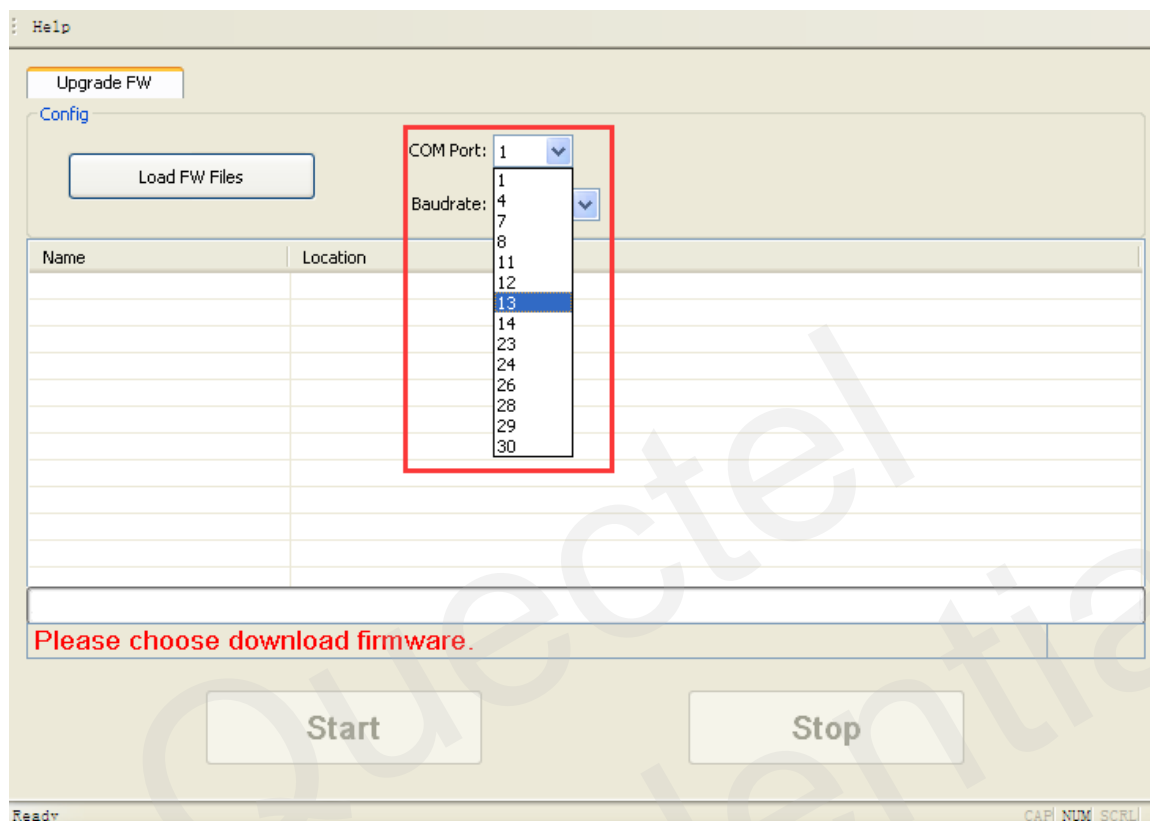 Help
Upgrade FW
Config
Load FW Files
COM Port: 1
Baudrate:
1
4
7
8
11
12
13
14
23
24
26
28
29
30
Name Location
Please choose download firmware.
Start Stop
Ready CAP NUM SCRL
Quectel